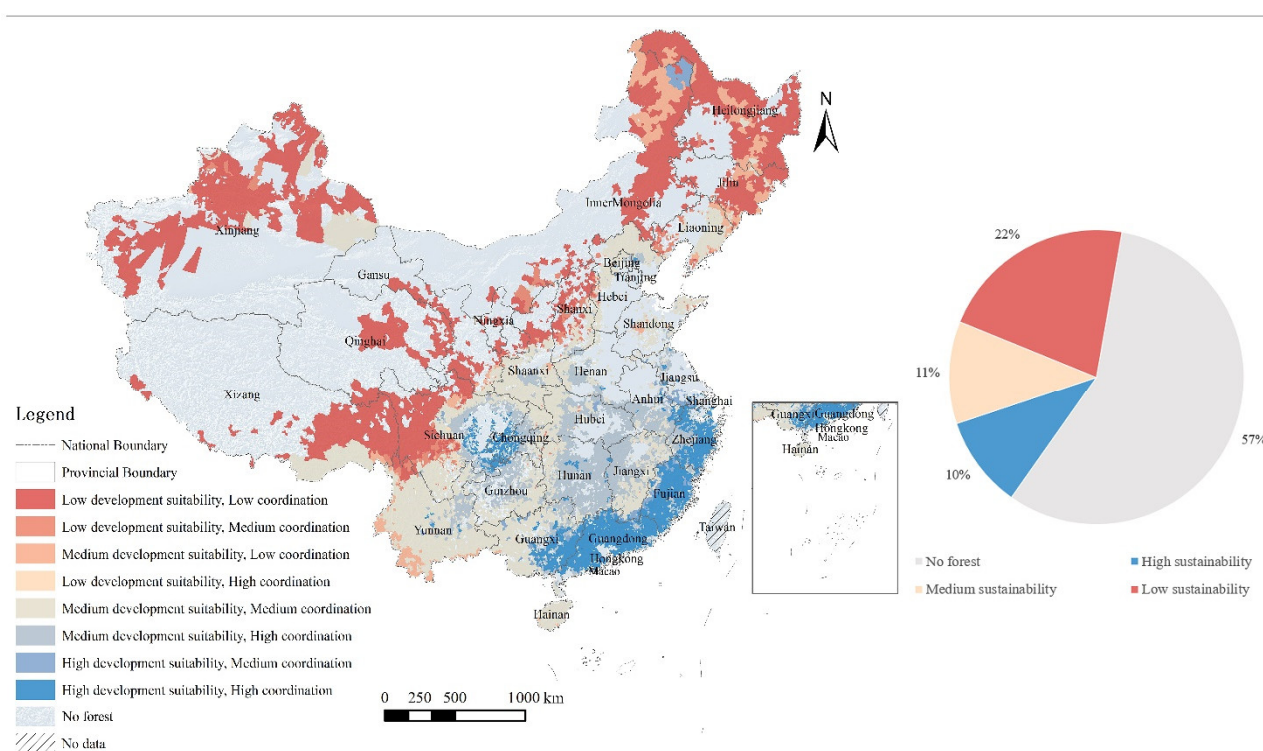 N
Heilongjiang
Jilin
InnerMongolia
Liaoning
Xinjiang
Beijing
Tianjing
Gansu
Hebei
Ningxia
Shanxi
Shandong
Qinghai
Shaanxi
Henan
Jiangsu
Xizang
Anhui
Shanghai
Hubei
Sichuan
Chongqing
Zhejiang
Hunan
Jiangxi
Guizhou
Fujian
Yunnan
Guangxi
Guangdong
Taiwan
Hongkong
Macao
Hainan
Guangxi
Guangdong
Hongkong
Macao
Hainan
Legend
National Boundary
Provincial Boundary
Low development suitability, Low coordination
Low development suitability, Medium coordination
Medium development suitability, Low coordination
Low development suitability, High coordination
Medium development suitability, Medium coordination
Medium development suitability, High coordination
High development suitability, Medium coordination
High development suitability, High coordination
No forest
No data
0 250 500 1000 km
22%
11%
10%
57%
No forest
High sustainability
Medium sustainability
Low sustainability